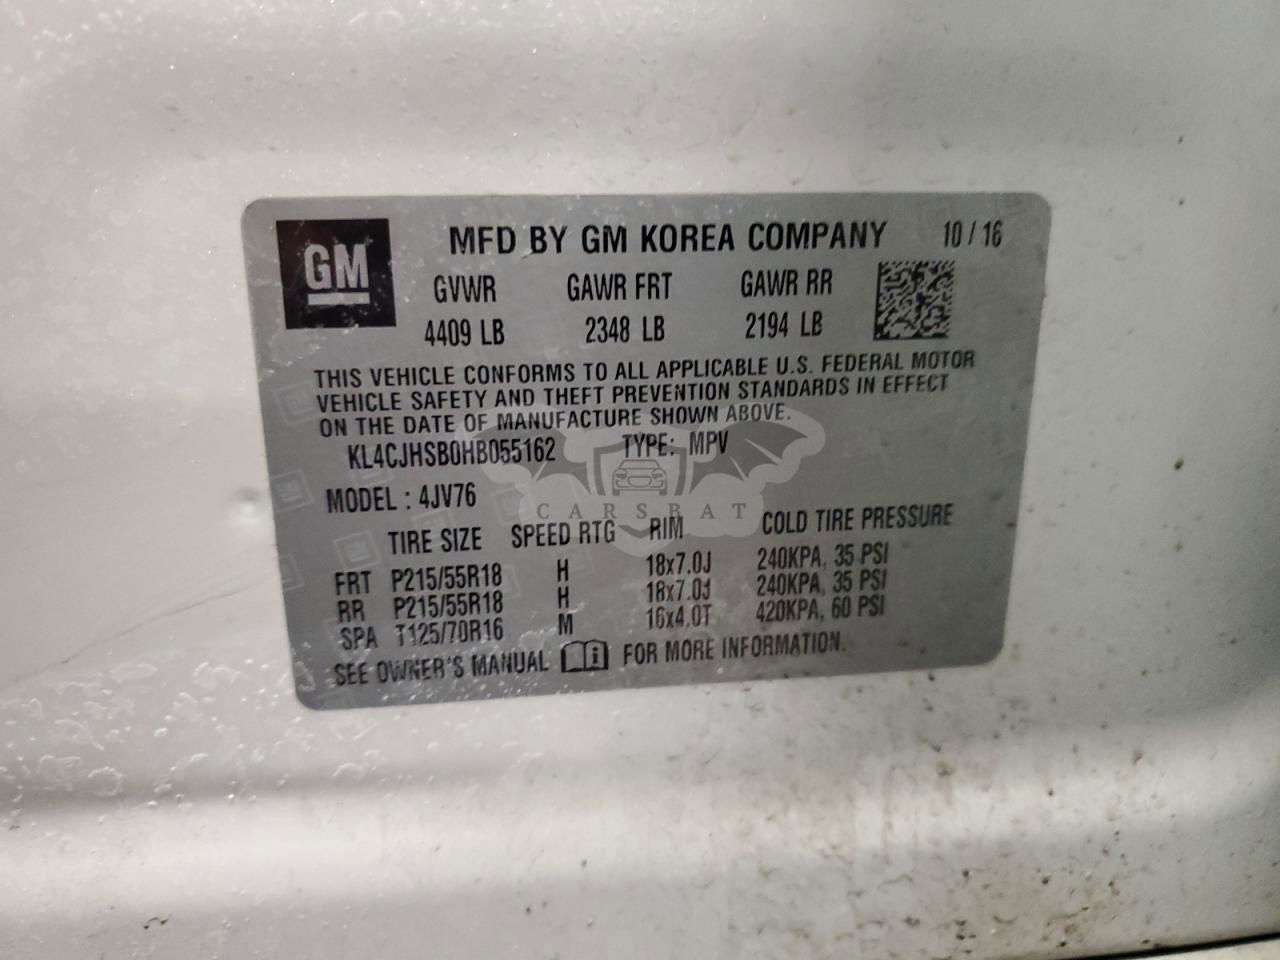 GM MFD BY GM KOREA COMPANY 10 / 16
GVWR GAWR FRT GAWR RR
4409 LB 2348 LB 2194 LB
THIS VEHICLE CONFORMS TO ALL APPLICABLE U.S. FEDERAL MOTOR
VEHICLE SAFETY AND THEFT PREVENTION STANDARDS IN EFFECT
ON THE DATE OF MANUFACTURE SHOWN ABOVE.
KL4CJHSB0HB055162 TYPE: MPV
MODEL : 4JV76
CARSBAT
TIRE SIZE SPEED RTG RIM COLD TIRE PRESSURE
FRT P215/55R18 H 18x7.0J 240KPA, 35 PSI
RR P215/55R18 H 18x7.0J 240KPA, 35 PSI
SPA T125/70R16 M 16x4.0T 420KPA, 60 PSI
SEE OWNER'S MANUAL FOR MORE INFORMATION.